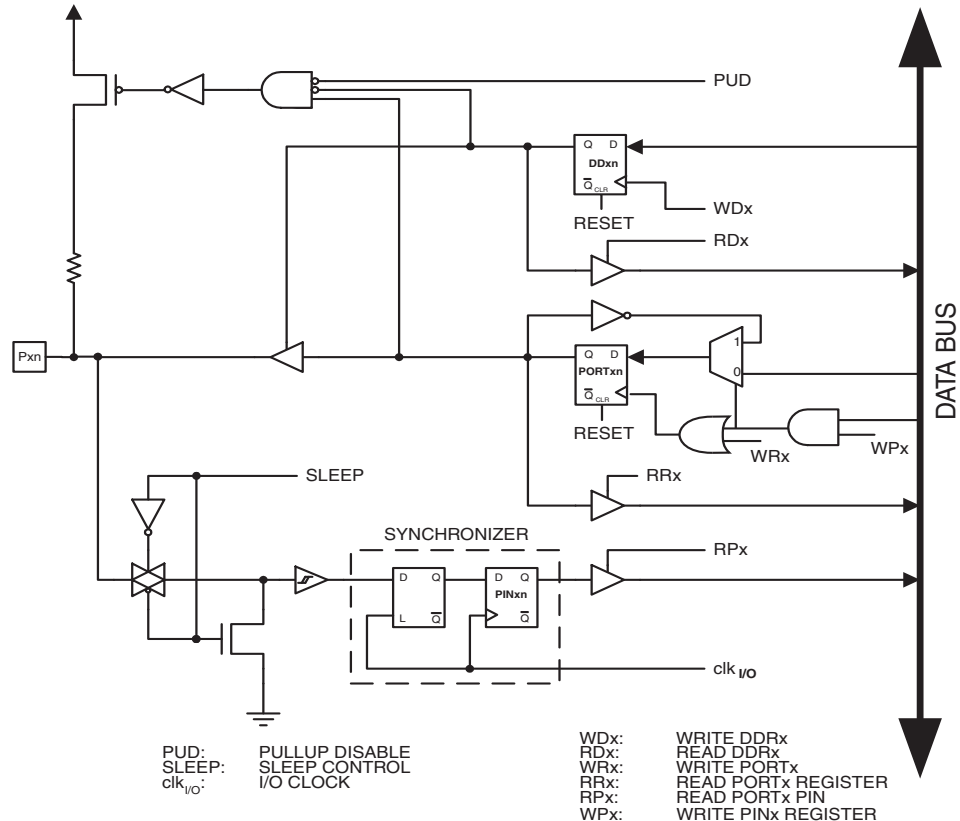 PUD
Q D
DDxn
Q CLR
WDx
RESET
RDx
Pxn
1
Q D
PORTxn
0
Q CLR
RESET
WRx
WPx
DATA BUS
SLEEP
RRx
SYNCHRONIZER
RPx
D Q
D Q
PINxn
L Q
Q
clk I/O
PUD: PULLUP DISABLE
SLEEP: SLEEP CONTROL
clkI/O: I/O CLOCK
WDx: WRITE DDRx
RDx: READ DDRx
WRx: WRITE PORTx
RRx: READ PORTx REGISTER
RPx: READ PORTx PIN
WPx: WRITE PINx REGISTER